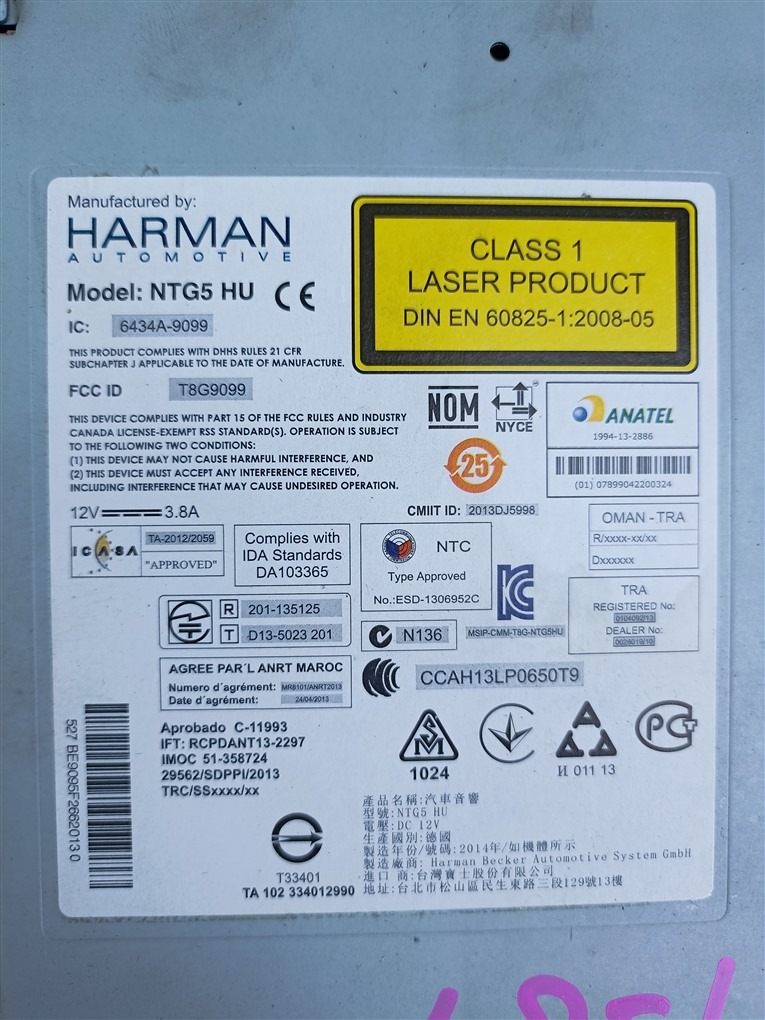 Manufactured by:
HARMAN
AUTOMOTIVE
Model: NTG5 HU CE
IC: 6434A-9099
THIS PRODUCT COMPLIES WITH DHHS RULES 21 CFR
SUBCHAPTER J APPLICABLE TO THE DATE OF MANUFACTURE.
CLASS 1
LASER PRODUCT
DIN EN 60825-1:2008-05
FCC ID T8G9099
THIS DEVICE COMPLIES WITH PART 15 OF THE FCC RULES AND INDUSTRY
CANADA LICENSE-EXEMPT RSS STANDARD(S). OPERATION IS SUBJECT
TO THE FOLLOWING TWO CONDITIONS:
(1) THIS DEVICE MAY NOT CAUSE HARMFUL INTERFERENCE, AND
(2) THIS DEVICE MUST ACCEPT ANY INTERFERENCE RECEIVED,
INCLUDING INTERFERENCE THAT MAY CAUSE UNDESIRED OPERATION.
NOM
NYCE
25
ANATEL
1994-13-2886
(01) 07899042200324
12V 3.8A
CMIIT ID: 2013DJ5998
ICASA
TA-2012/2059
"APPROVED"
Complies with
IDA Standards
DA103365
NTC
Type Approved
No.:ESD-1306952C
OMAN - TRA
R/xxxx-xx/xx
Dxxxxxx
MSIP-CMM-T8G-NTG5HU
TRA
REGISTERED No:
0104092/13
DEALER No:
0026019/10
R 201-135125
T D13-5023 201
N136
AGREE PAR´L ANRT MAROC
Numero d´agrément: MR8101/ANRT2013
Date d´agrément: 24/04/2013
CCAH13LP0650T9
Aprobado C-11993
IFT: RCPDANT13-2297
IMOC 51-358724
29562/SDPPI/2013
TRC/SSxxxx/xx
1024
И 011 13
527 BE9095F2662013 0
T33401
TA 102 334012990
產品名稱:汽車音響
型號:NTG5 HU
電壓:DC 12V
生產國別:德國
製造年份/號碼:2014年/如機體所示
製造廠商: Harman Becker Automotive System GmbH
進口 商:台灣賓士股份有限公司
地址:台北市松山區民生東路三段129號13樓